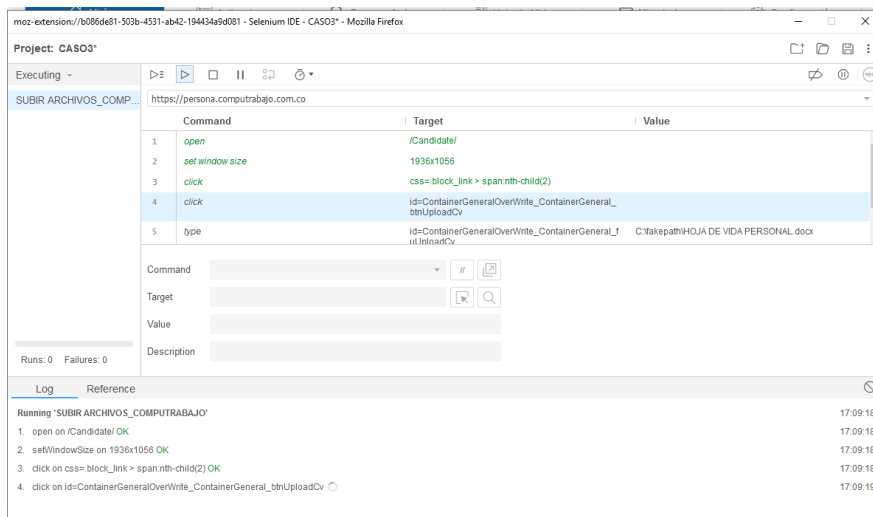 moz-extension://b086de81-503b-4531-ab42-194434a9d081 - Selenium IDE - CASO3* - Mozilla Firefox
Project: CASO3*
Executing
SUBIR ARCHIVOS_COMP...
https://persona.computrabajo.com.co
Command Target Value
1 open /Candidate/
2 set window size 1936x1056
3 click css=.block_link > span:nth-child(2)
4 click id=ContainerGeneralOverWrite_ContainerGeneral_
btnUploadCv
5 type id=ContainerGeneralOverWrite_ContainerGeneral_f C:\fakepath\HOJA DE VIDA PERSONAL.docx
uUploadCv
Command //
Target
Value
Description
Runs: 0 Failures: 0
Log Reference
Running 'SUBIR ARCHIVOS_COMPUTRABAJO' 17:09:18
1. open on /Candidate/ OK 17:09:18
2. setWindowSize on 1936x1056 OK 17:09:18
3. click on css=.block_link > span:nth-child(2) OK 17:09:18
4. click on id=ContainerGeneralOverWrite_ContainerGeneral_btnUploadCv 17:09:19